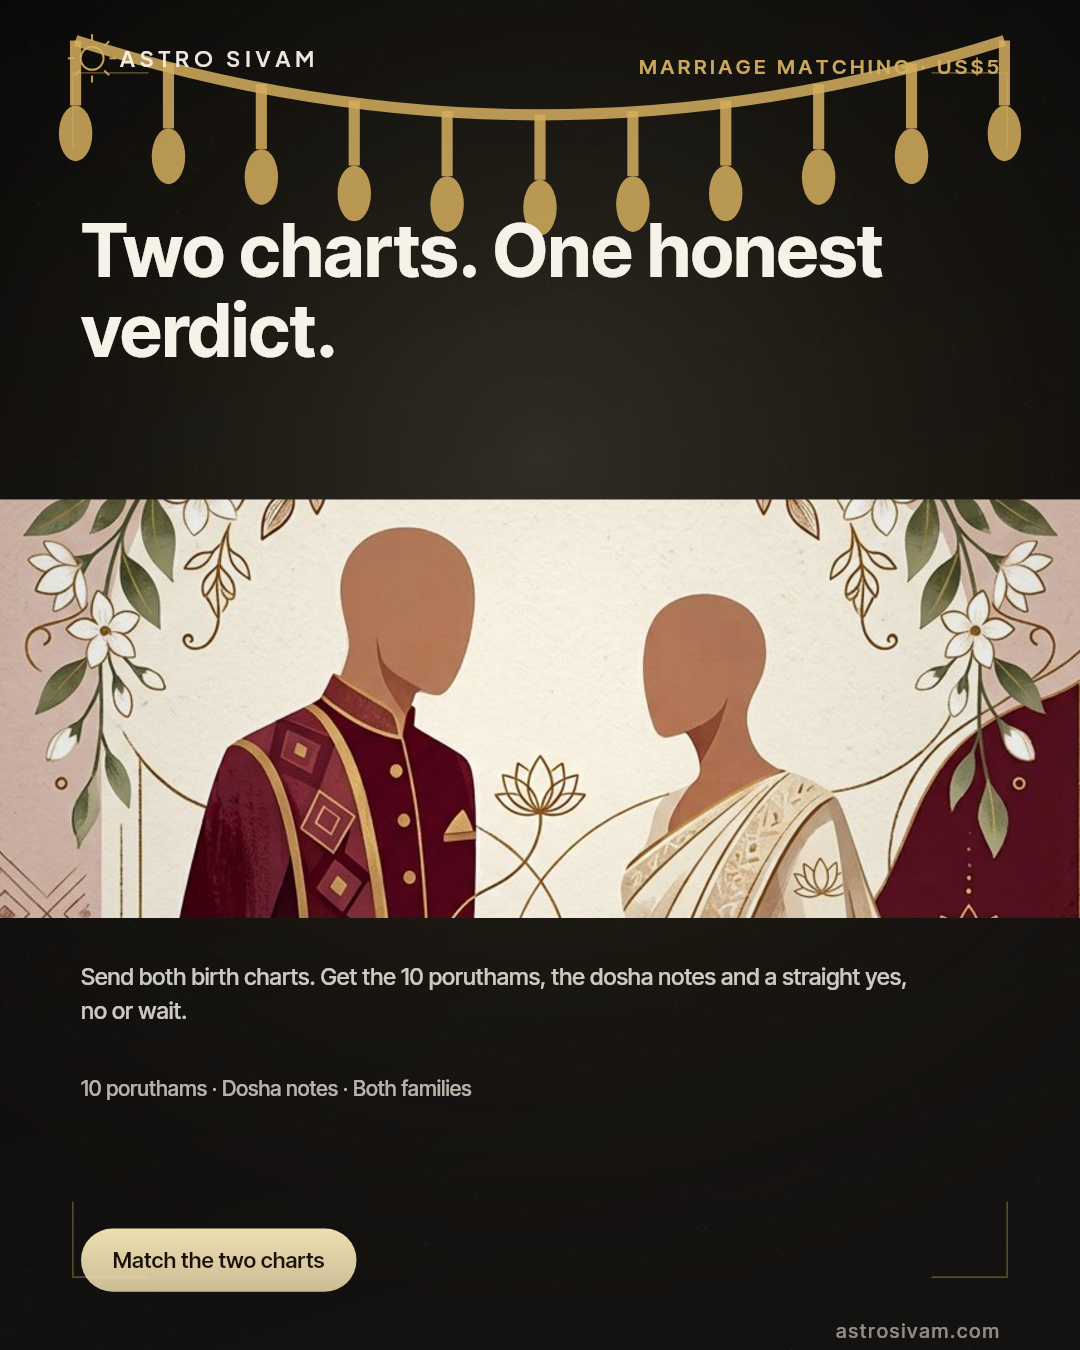 ASTRO SIVAM
MARRIAGE MATCHING · US$5
Two charts. One honest
verdict.
Send both birth charts. Get the 10 poruthams, the dosha notes and a straight yes,
no or wait.
10 poruthams · Dosha notes · Both families
Match the two charts
astrosivam.com